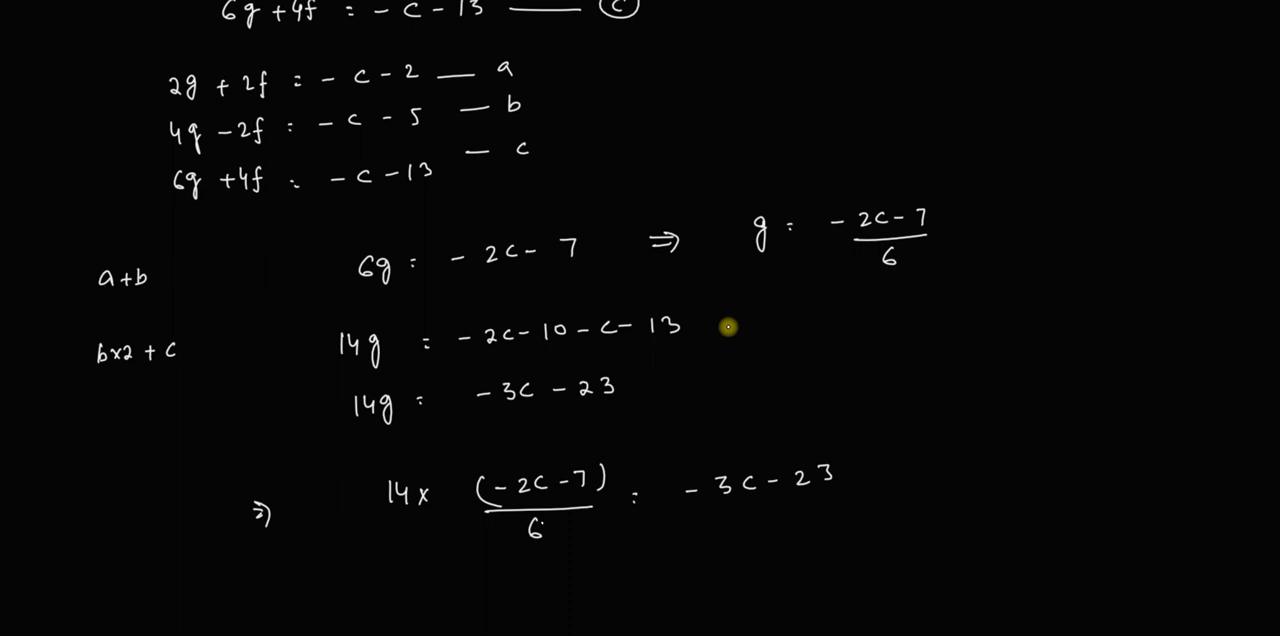 6g + 4f = - c - 13 —— c
2g + 2f = - c - 2 — a
4g - 2f = - c - 5 — b
6g + 4f = - c - 13 — c
a + b 6g = - 2c - 7 ⇒ g = (- 2c - 7)/6
b×2 + c 14g = - 2c - 10 - c - 13
14g = - 3c - 23
⇒ 14 × (- 2c - 7)/6 = - 3c - 23